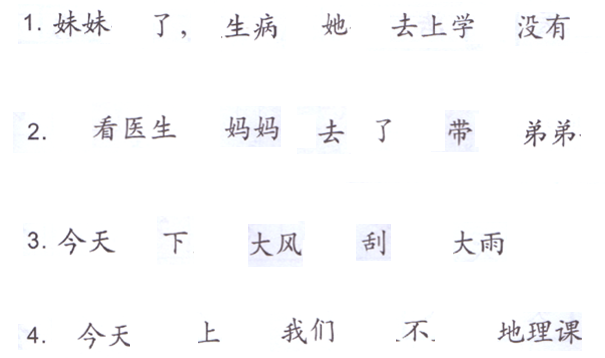 1. 妹妹 了， 生病 她 去上学 没有
2. 看医生 妈妈 去 了 带 弟弟
3. 今天 下 大风 刮 大雨
4. 今天 上 我们 不 地理课